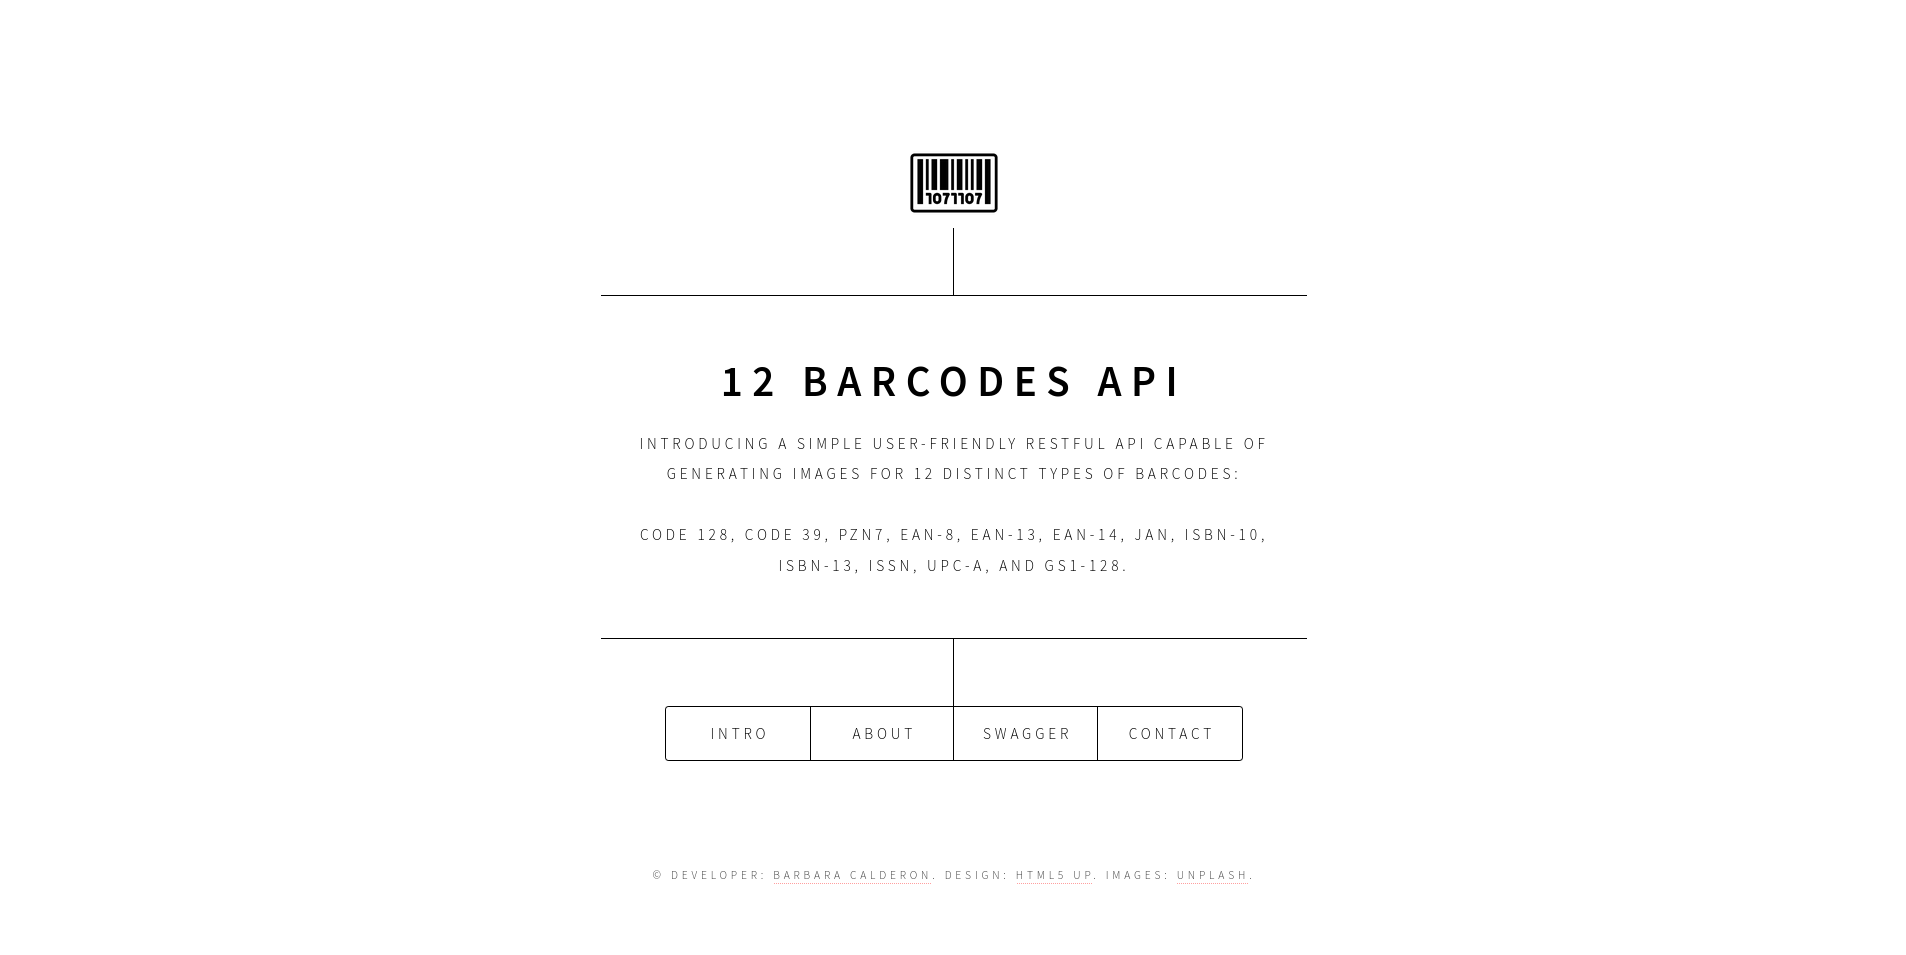 1071107
12 BARCODES API
INTRODUCING A SIMPLE USER-FRIENDLY RESTFUL API CAPABLE OF
GENERATING IMAGES FOR 12 DISTINCT TYPES OF BARCODES:
CODE 128, CODE 39, PZN7, EAN-8, EAN-13, EAN-14, JAN, ISBN-10,
ISBN-13, ISSN, UPC-A, AND GS1-128.
INTRO ABOUT SWAGGER CONTACT
© DEVELOPER: BARBARA CALDERON. DESIGN: HTML5 UP. IMAGES: UNPLASH.